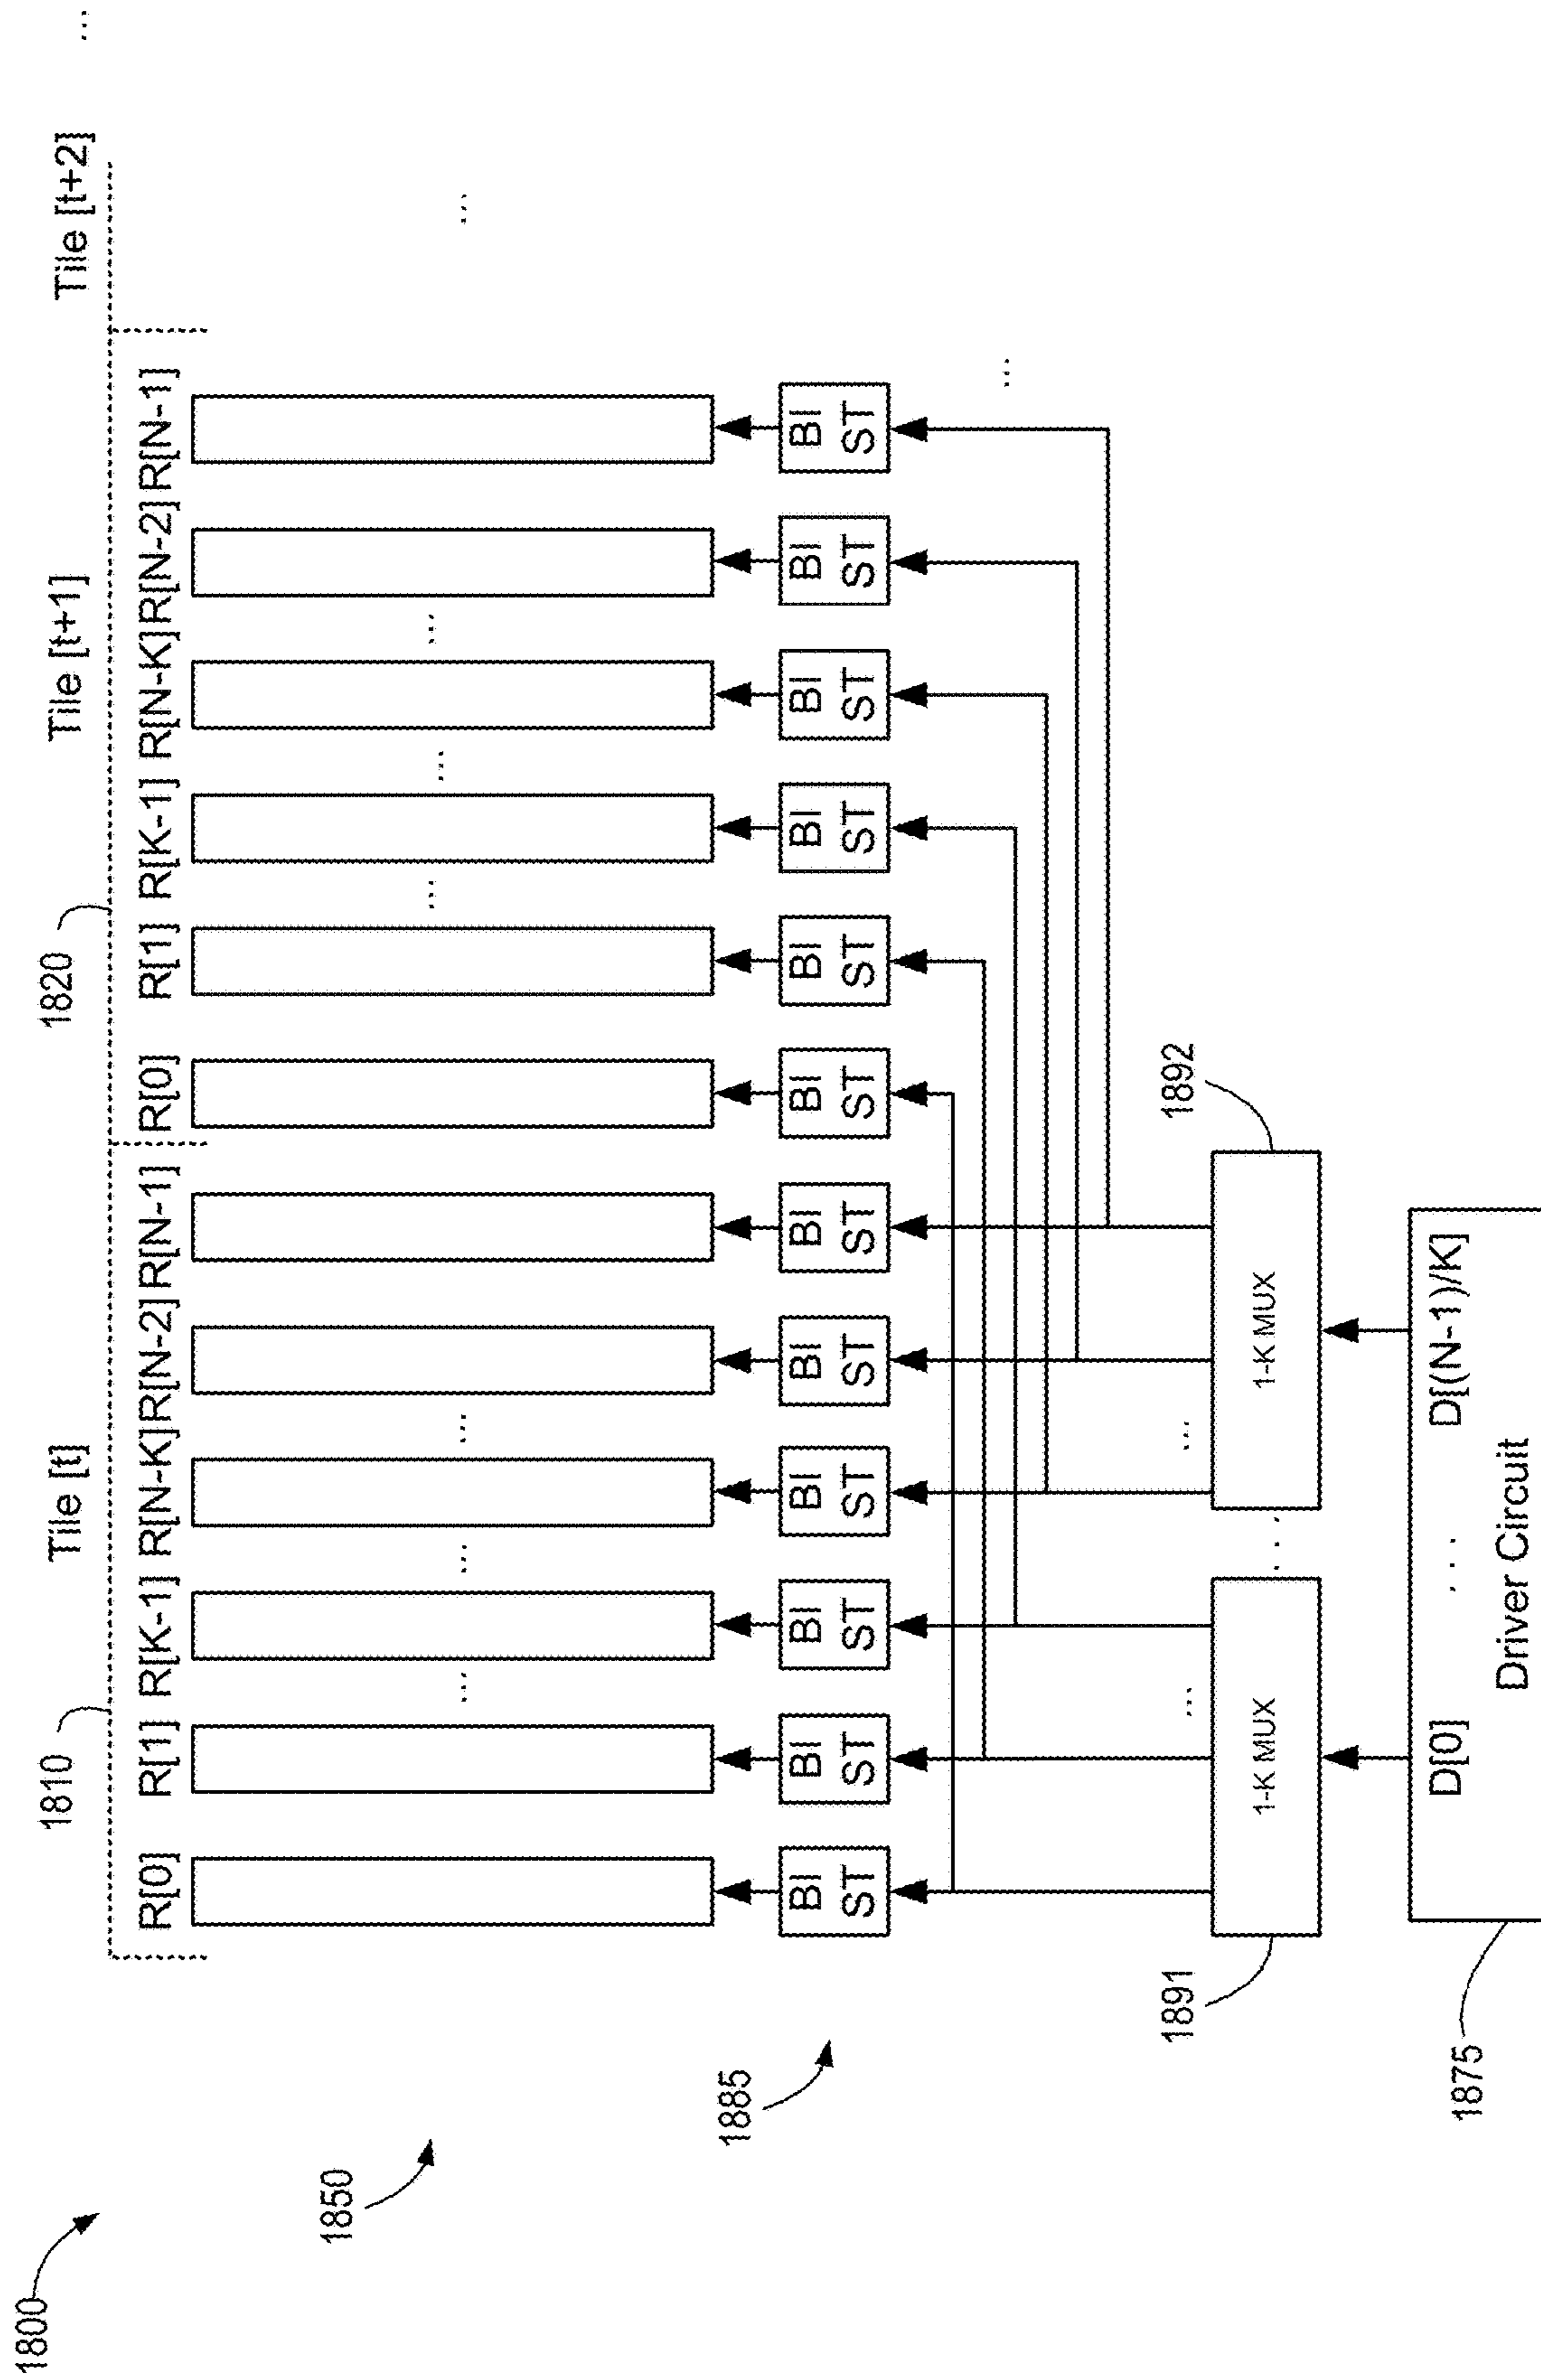 1800
1810
1820
Tile [t]
Tile [t+1]
Tile [t+2]
...
R[0] R[1] R[K-1] R[N-K] R[N-2] R[N-1] R[0] R[1] R[K-1] R[N-K] R[N-2] R[N-1]
1850
... ... ... ... ... ... ...
1885
BI ST BI ST BI ST BI ST BI ST BI ST BI ST BI ST BI ST BI ST BI ST BI ST
...
... ...
1891
1-K MUX
. . .
1-K MUX
1892
1875
D[0] . . . D[(N-1)/K]
Driver Circuit